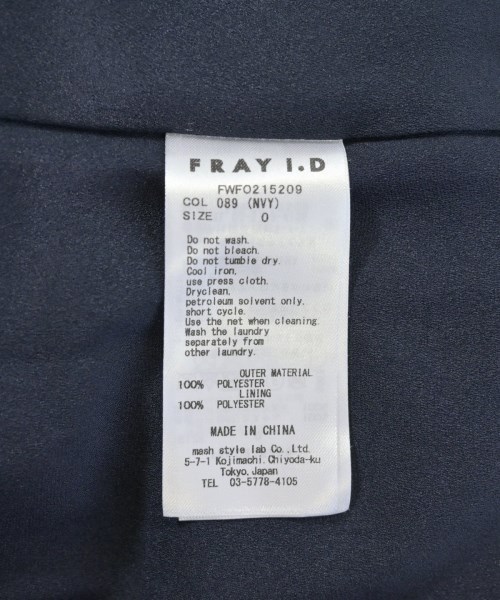 FRAY I.D
FWFO215209
COL 089 (NVY)
SIZE 0
Do not wash.
Do not bleach.
Do not tumble dry.
Cool iron,
use press cloth.
Dryclean,
petroleum solvent only,
short cycle.
Use the net when cleaning.
Wash the laundry
separately from
other laundry.
OUTER MATERIAL
100% POLYESTER
LINING
100% POLYESTER
MADE IN CHINA
mash style lab Co., Ltd.
5-7-1 Kojimachi, Chiyoda-ku
Tokyo, Japan
TEL 03-5778-4105